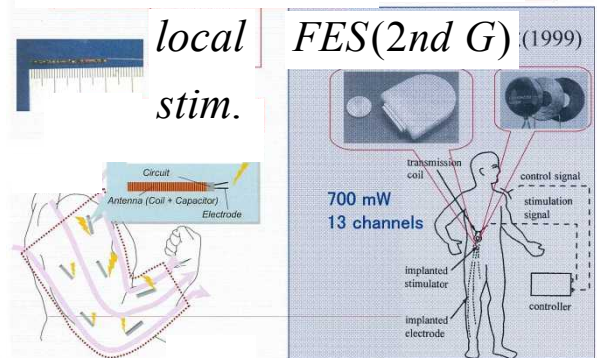 local
stim.
FES(2nd G)
(1999)
Circuit
Antenna (Coil + Capacitor)
Electrode
transmission
coil
control signal
stimulation
signal
700 mW
13 channels
implanted
stimulator
implanted
electrode
controller